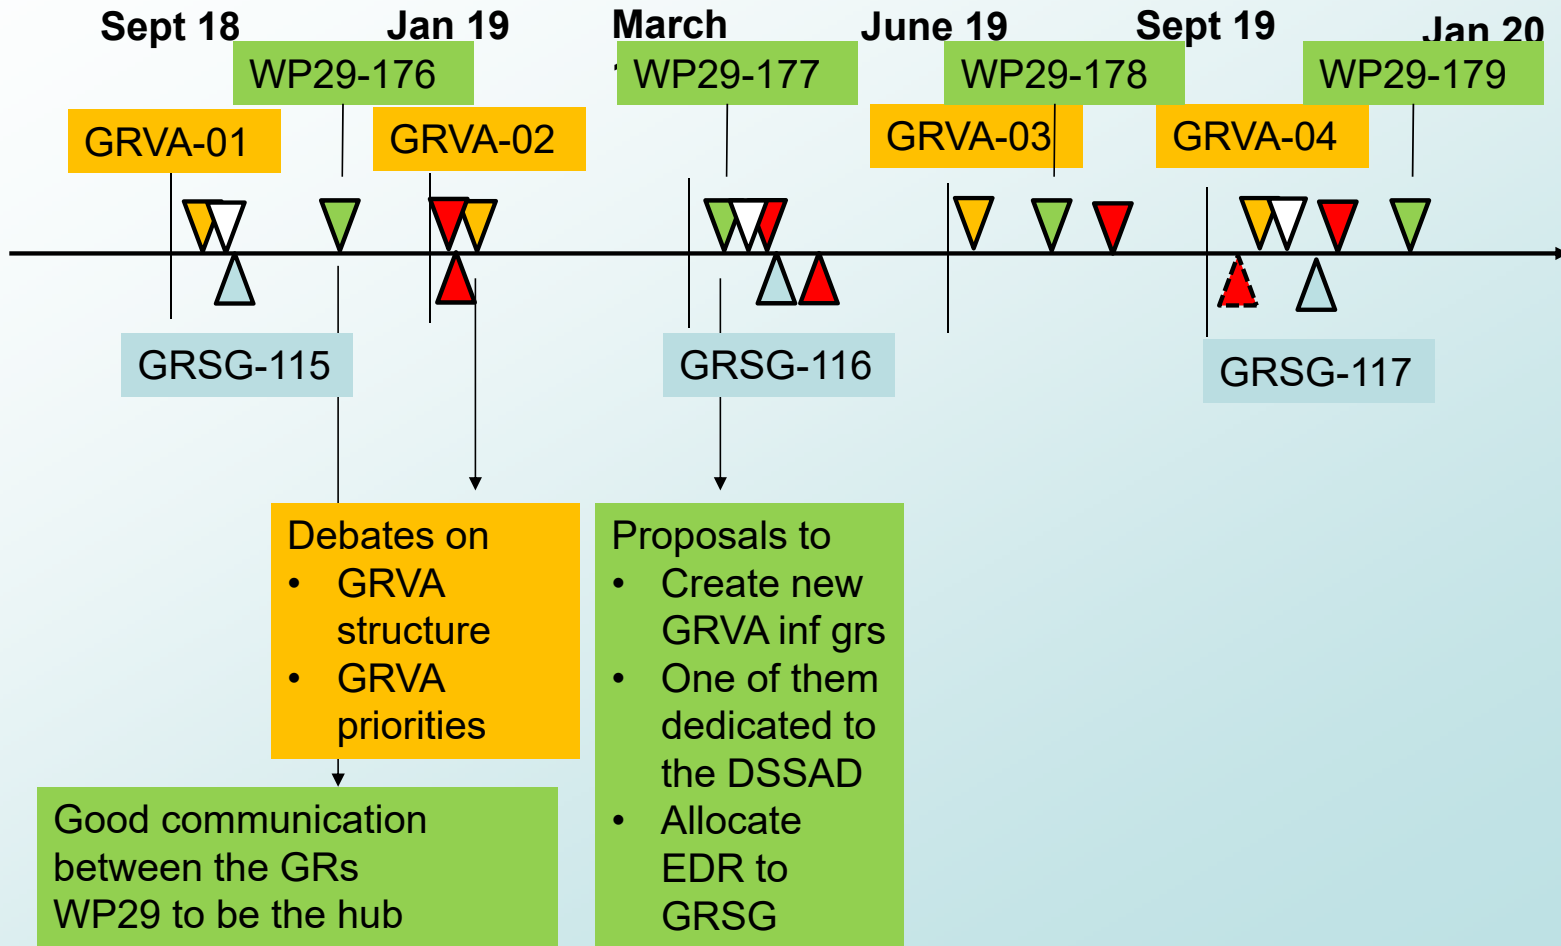 Sept 18
Jan 19
March
June 19
Sept 19
Jan 20
WP29-176
WP29-177
WP29-178
WP29-179
GRVA-01
GRVA-02
GRVA-03
GRVA-04
GRSG-115
GRSG-116
GRSG-117
Debates on
• GRVA
structure
• GRVA
priorities
Proposals to
• Create new
GRVA inf grs
• One of them
dedicated to
the DSSAD
• Allocate
EDR to
GRSG
Good communication
between the GRs
WP29 to be the hub